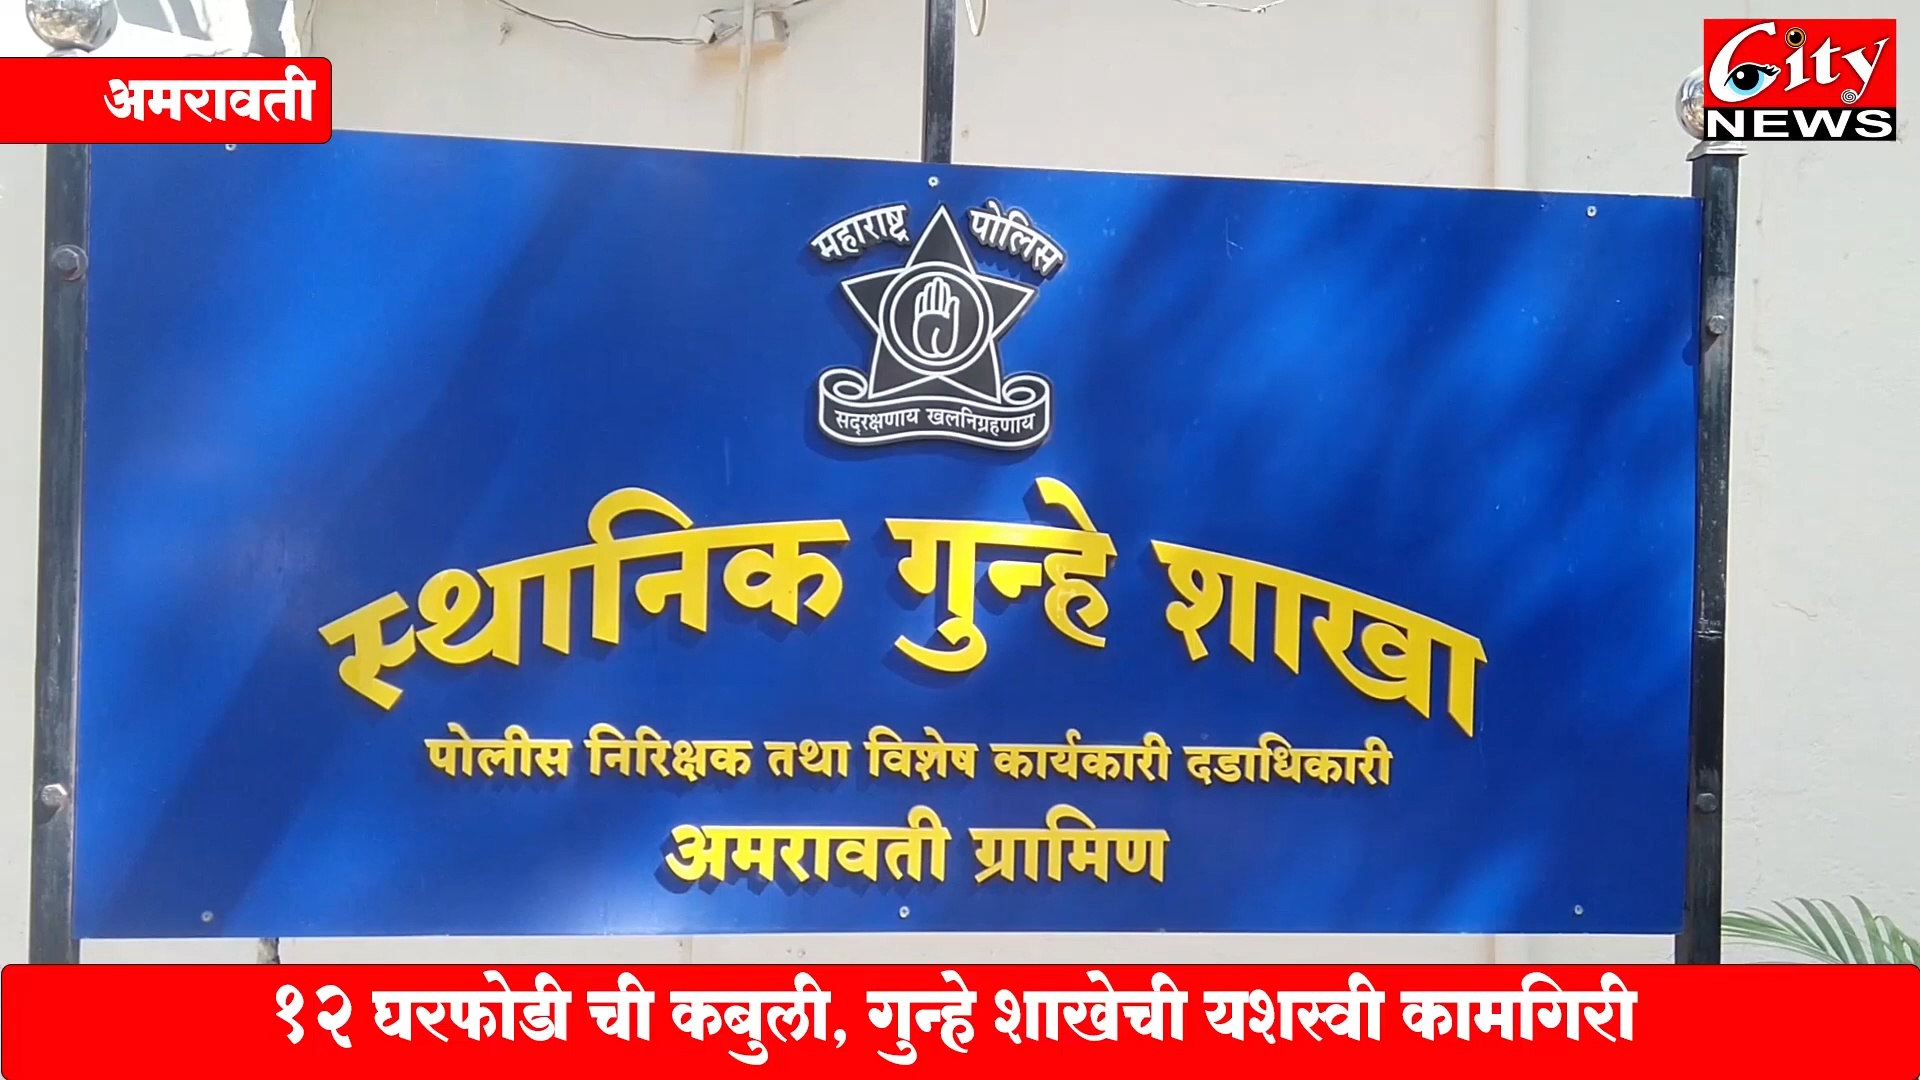 अमरावती
City
NEWS
महाराष्ट्र पोलिस
सद्‌रक्षणाय खलनिग्रहणाय
स्थानिक गुन्हे शाखा
पोलीस निरिक्षक तथा विशेष कार्यकारी दडाधिकारी
अमरावती ग्रामिण
१२ घरफोडी ची कबुली, गुन्हे शाखेची यशस्वी कामगिरी